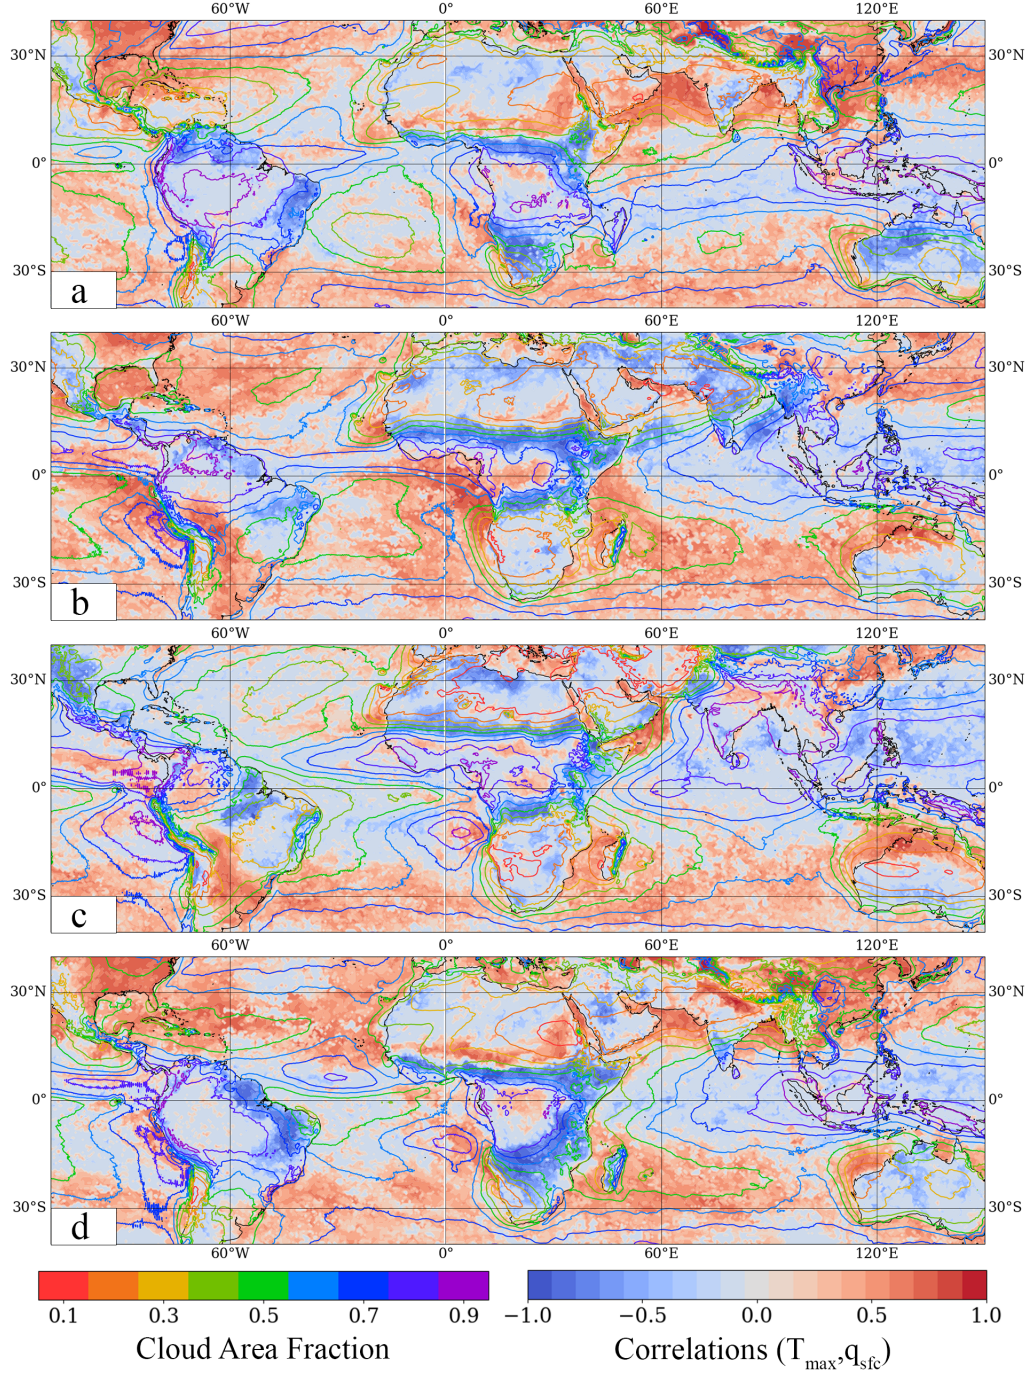 60°W 0° 60°E 120°E
30°N 30°N
0° 0°
30°S 30°S
a
60°W 0° 60°E 120°E
30°N 30°N
0° 0°
30°S 30°S
b
60°W 0° 60°E 120°E
30°N 30°N
0° 0°
30°S 30°S
c
60°W 0° 60°E 120°E
30°N 30°N
0° 0°
30°S 30°S
d
60°W 0° 60°E 120°E
0.1 0.3 0.5 0.7 0.9
Cloud Area Fraction
−1.0 −0.5 0.0 0.5 1.0
Correlations (Tmax,qsfc)